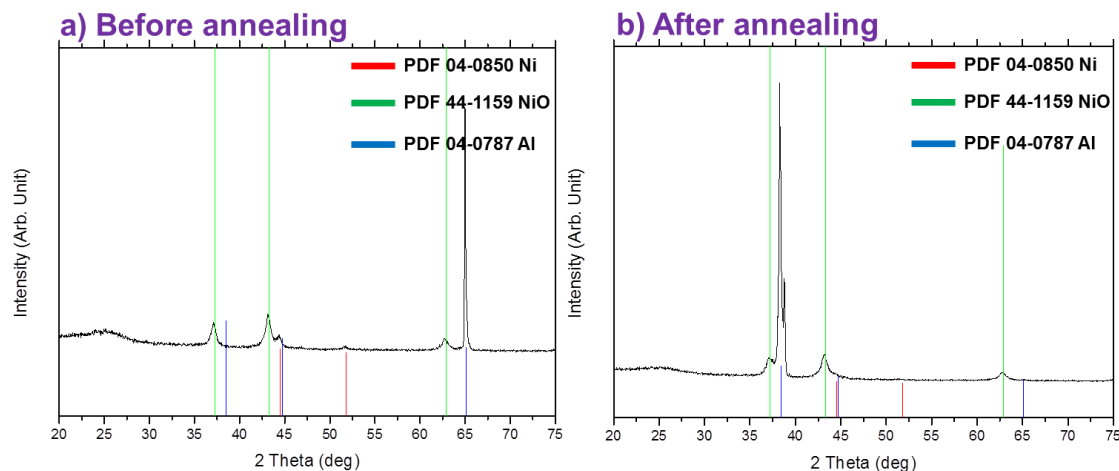 a) Before annealing
PDF 04-0850 Ni
PDF 44-1159 NiO
PDF 04-0787 Al
Intensity (Arb. Unit)
20 25 30 35 40 45 50 55 60 65 70 75
2 Theta (deg)
b) After annealing
PDF 04-0850 Ni
PDF 44-1159 NiO
PDF 04-0787 Al
Intensity (Arb. Unit)
20 25 30 35 40 45 50 55 60 65 70 75
2 Theta (deg)